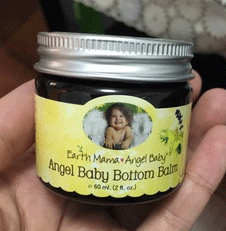 Earth Mama Angel Baby
Angel Baby Bottom Balm
e 60 ml. (2 fl. oz.)